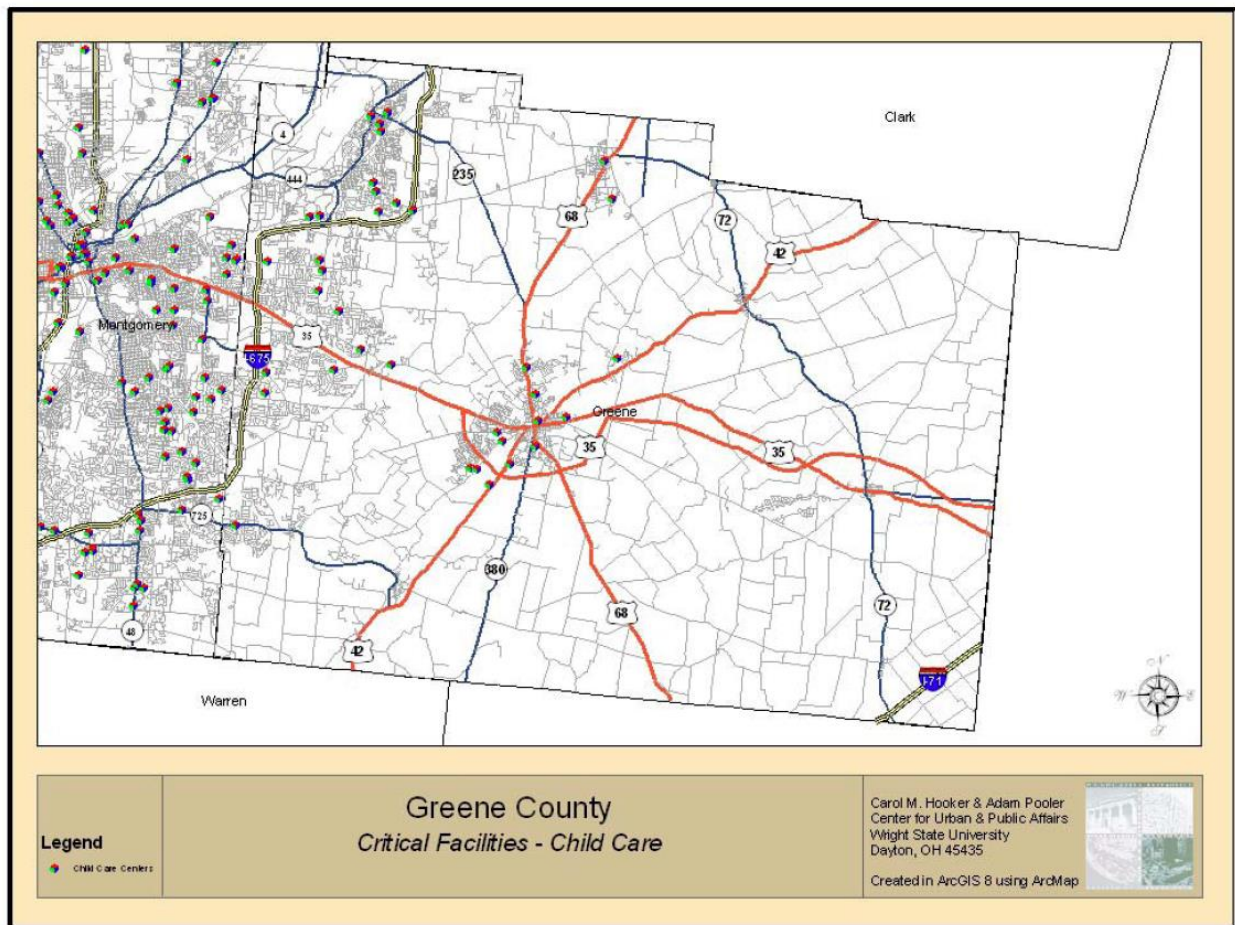 Clark
4
444
235
68
72
42
Montgomery
35
I-675
Greene
35
35
725
380
68
72
48
42
I-71
Warren
N
W
E
S
Legend
Child Care Centers
Greene County
Critical Facilities - Child Care
Carol M. Hooker & Adam Pooler
Center for Urban & Public Affairs
Wright State University
Dayton, OH 45435
Created in ArcGIS 8 using ArcMap